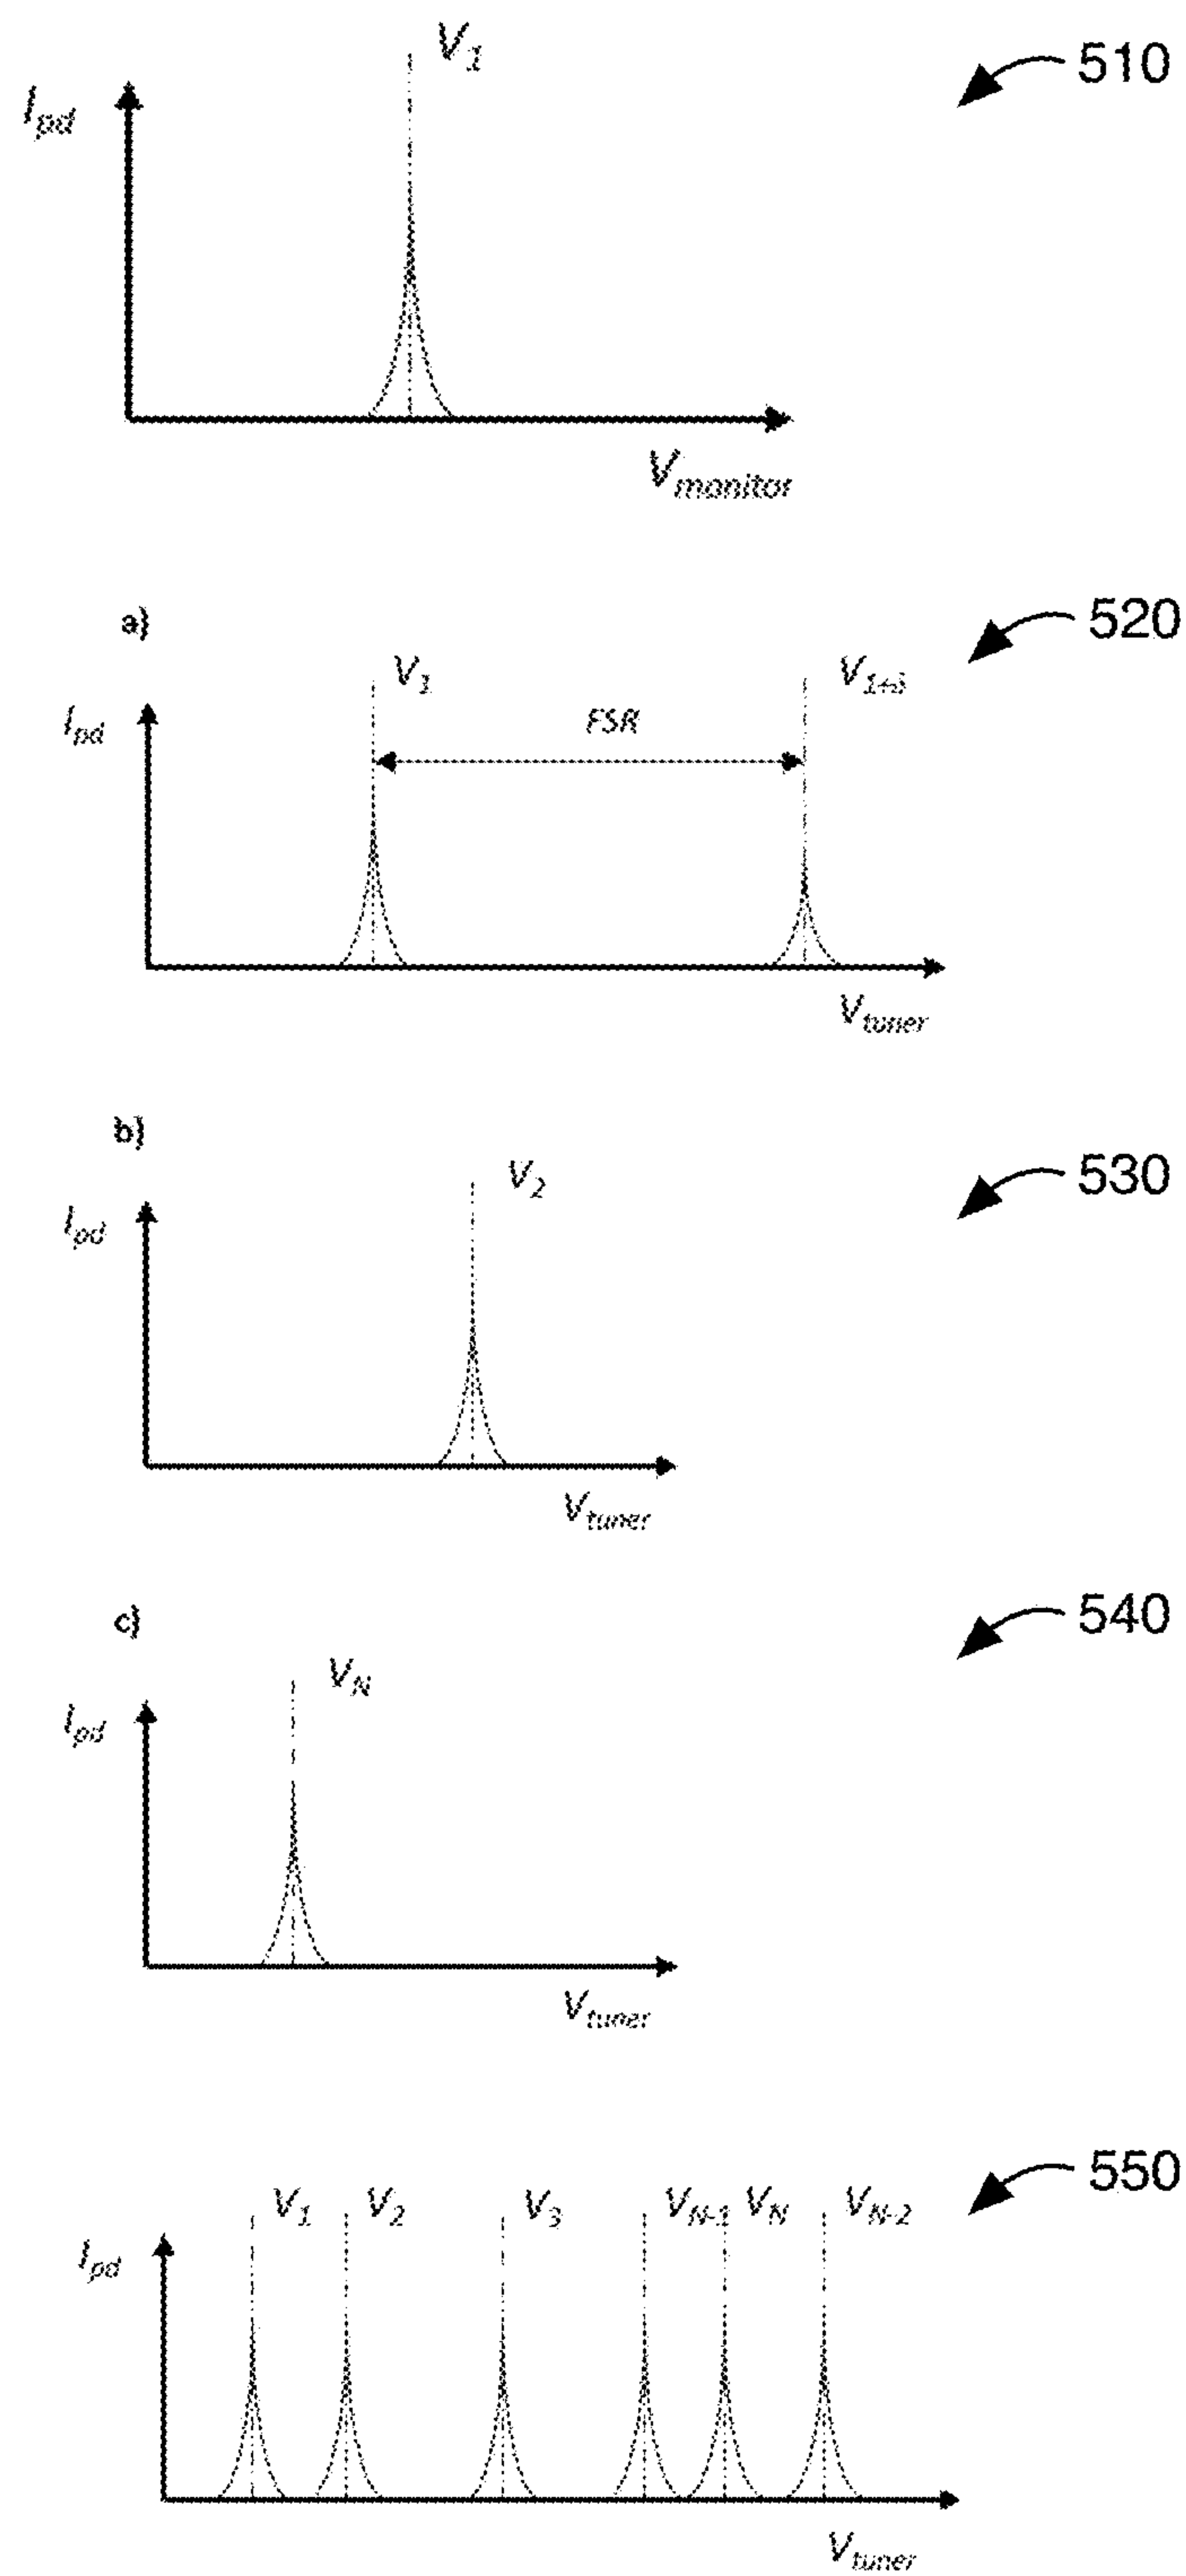 V1
510
Ipd
Vmonitor
a)
520
V1
V1+δ
Ipd
FSR
Vtuner
b)
530
V2
Ipd
Vtuner
c)
540
VN
Ipd
Vtuner
550
V1 V2 V3 VN-1 VN VN-2
Ipd
Vtuner